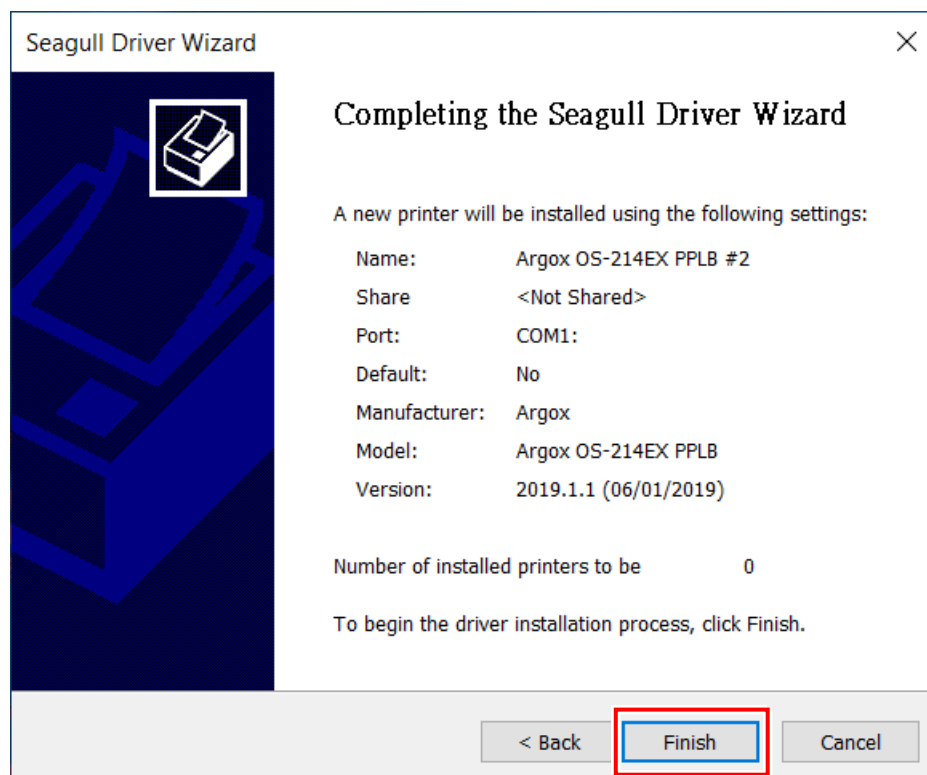 Seagull Driver Wizard
Completing the Seagull Driver Wizard
A new printer will be installed using the following settings:
Name: Argox OS-214EX PPLB #2
Share <Not Shared>
Port: COM1:
Default: No
Manufacturer: Argox
Model: Argox OS-214EX PPLB
Version: 2019.1.1 (06/01/2019)
Number of installed printers to be 0
To begin the driver installation process, click Finish.
< Back Finish Cancel